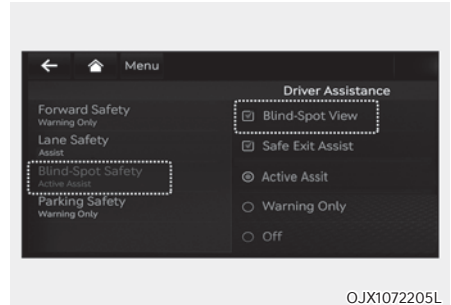 Menu
Driver Assistance
Forward Safety
Warning Only
Lane Safety
Assist
Blind-Spot Safety
Active Assist
Parking Safety
Warning Only
Blind-Spot View
Safe Exit Assist
Active Assit
Warning Only
Off
OJX1072205L